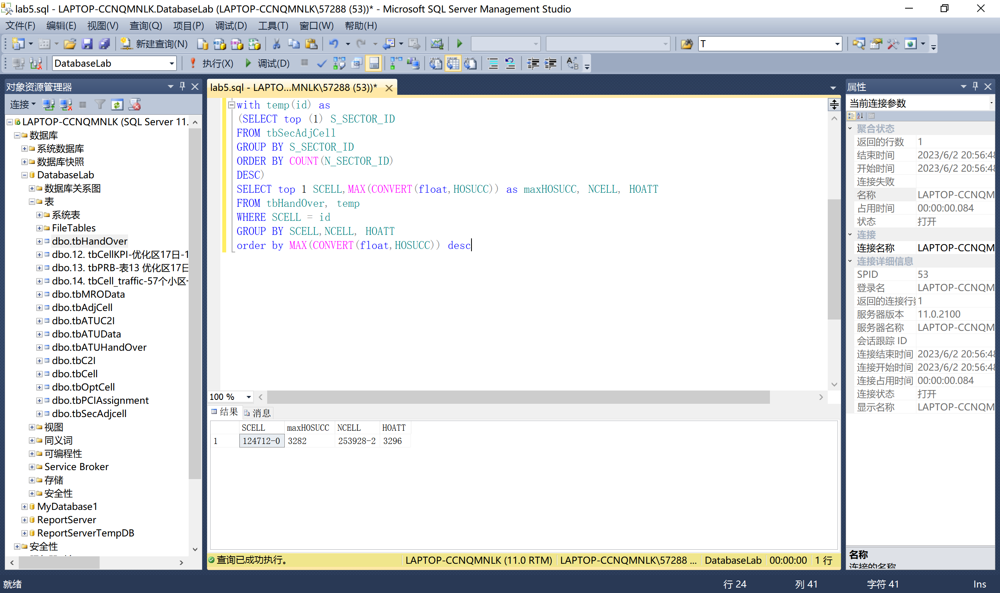 lab5.sql - LAPTOP-CCNQMNLK.DatabaseLab (LAPTOP-CCNQMNLK\57288 (53))* - Microsoft SQL Server Management Studio
文件(F) 编辑(E) 视图(V) 查询(Q) 项目(P) 调试(D) 工具(T) 窗口(W) 帮助(H)
新建查询(N) T
DatabaseLab 执行(X) 调试(D)
对象资源管理器
连接
LAPTOP-CCNQMNLK (SQL Server 11.
数据库
系统数据库
数据库快照
DatabaseLab
数据库关系图
表
系统表
FileTables
dbo.tbHandOver
dbo.12. tbCellKPI-优化区17日-1
dbo.13. tbPRB-表13 优化区17日
dbo.14. tbCell_traffic-57个小区-
dbo.tbMROData
dbo.tbAdjCell
dbo.tbATUC2I
dbo.tbATUData
dbo.tbATUHandOver
dbo.tbC2I
dbo.tbCell
dbo.tbOptCell
dbo.tbPCIAssignment
dbo.tbSecAdjcell
视图
同义词
可编程性
Service Broker
存储
安全性
MyDatabase1
ReportServer
ReportServerTempDB
安全性
lab5.sql - LAPTO...MNLK\57288 (53))*
with temp(id) as
(SELECT top (1) S_SECTOR_ID
FROM tbSecAdjCell
GROUP BY S_SECTOR_ID
ORDER BY COUNT(N_SECTOR_ID)
DESC)
SELECT top 1 SCELL,MAX(CONVERT(float,HOSUCC)) as maxHOSUCC, NCELL, HOATT
FROM tbHandOver, temp
WHERE SCELL = id
GROUP BY SCELL,NCELL, HOATT
order by MAX(CONVERT(float,HOSUCC)) desc
100 %
结果 消息
SCELL maxHOSUCC NCELL HOATT
1 124712-0 3282 253928-2 3296
查询已成功执行。 LAPTOP-CCNQMNLK (11.0 RTM) LAPTOP-CCNQMNLK\57288 ... DatabaseLab 00:00:00 1 行
属性
当前连接参数
聚合状态
返回的行数 1
结束时间 2023/6/2 20:56:48
开始时间 2023/6/2 20:56:48
连接失败
名称 LAPTOP-CCNQM
占用时间 00:00:00.084
状态 打开
连接
连接名称 LAPTOP-CCNQM
连接详细信息
SPID 53
登录名 LAPTOP-CCNQM
返回的连接行数 1
服务器版本 11.0.2100
服务器名称 LAPTOP-CCNQM
会话跟踪 ID
连接结束时间 2023/6/2 20:56:48
连接开始时间 2023/6/2 20:56:48
连接占用时间 00:00:00.084
连接状态 打开
显示名称 LAPTOP-CCNQM
名称
连接的名称
就绪 行 24 列 41 字符 41 Ins